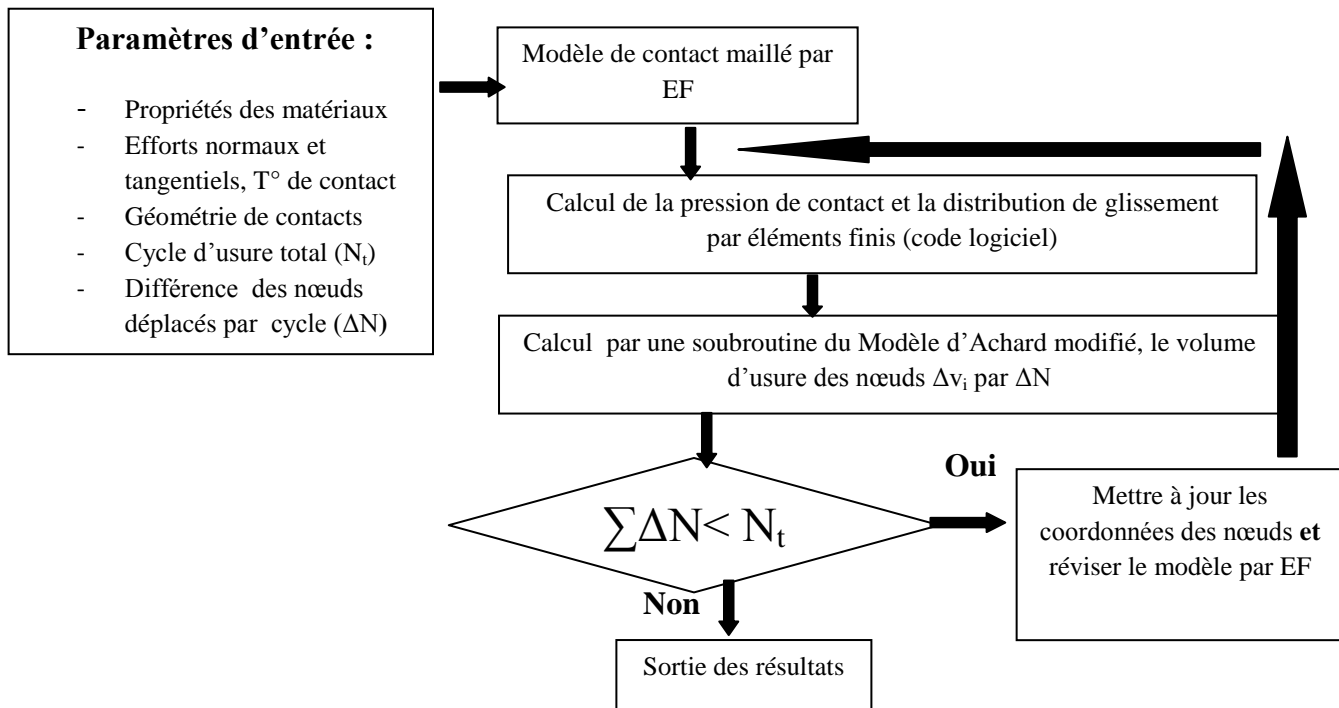 Paramètres d’entrée :
- Propriétés des matériaux
- Efforts normaux et
tangentiels, T° de contact
- Géométrie de contacts
- Cycle d’usure total (Nt)
- Différence des nœuds
déplacés par cycle (ΔN)
Modèle de contact maillé par
EF
Calcul de la pression de contact et la distribution de glissement
par éléments finis (code logiciel)
Calcul par une soubroutine du Modèle d’Achard modifié, le volume
d’usure des nœuds Δvi par ΔN
∑ΔN< Nt
Oui
Mettre à jour les
coordonnées des nœuds et
réviser le modèle par EF
Non
Sortie des résultats